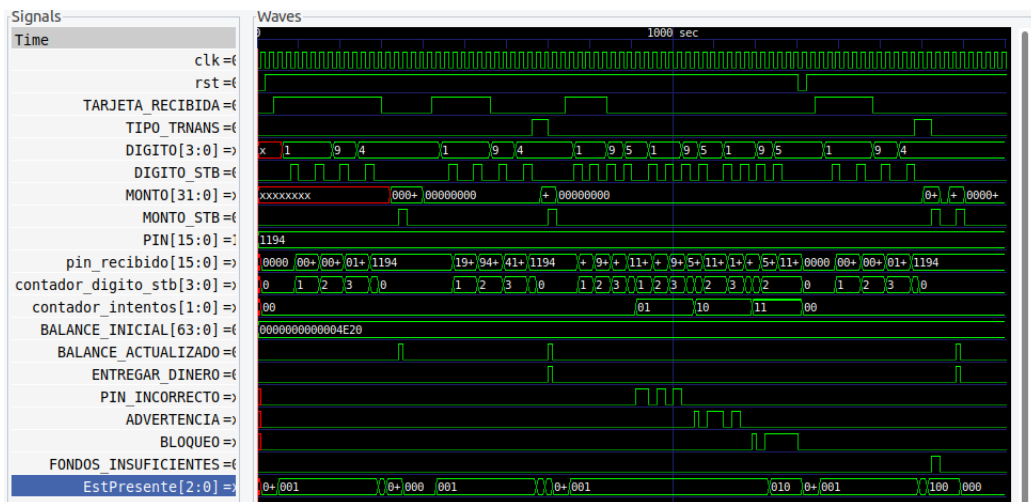 Signals
Waves
Time
1000 sec
clk =0
rst =0
TARJETA_RECIBIDA =0
TIPO_TRNANS =0
DIGITO[3:0] =x
x 1 9 4 1 9 4 1 9 5 1 9 5 1 9 5 1 9 4
DIGITO_STB =0
MONTO[31:0] =x
xxxxxxxx 000+ 00000000 + 00000000 0+ + 0000+
MONTO_STB =0
PIN[15:0] =1
1194
pin_recibido[15:0] =x
0000 00+ 00+ 01+ 1194 19+ 94+ 41+ 1194 + 9+ + 11+ + 9+ 5+ 11+ 1+ + 5+ 11+ 0000 00+ 00+ 01+ 1194
contador_digito_stb[3:0] =x
0 1 2 3 0 1 2 3 0 1 2 3 1 2 3 2 3 2 0 1 2 3 0
contador_intentos[1:0] =x
00 01 10 11 00
BALANCE_INICIAL[63:0] =0
0000000000004E20
BALANCE_ACTUALIZADO =0
ENTREGAR_DINERO =0
PIN_INCORRECTO =x
ADVERTENCIA =x
BLOQUEO =x
FONDOS_INSUFICIENTES =0
EstPresente[2:0] =x
0+ 001 0+ 000 001 0+ 001 010 0+ 001 100 000